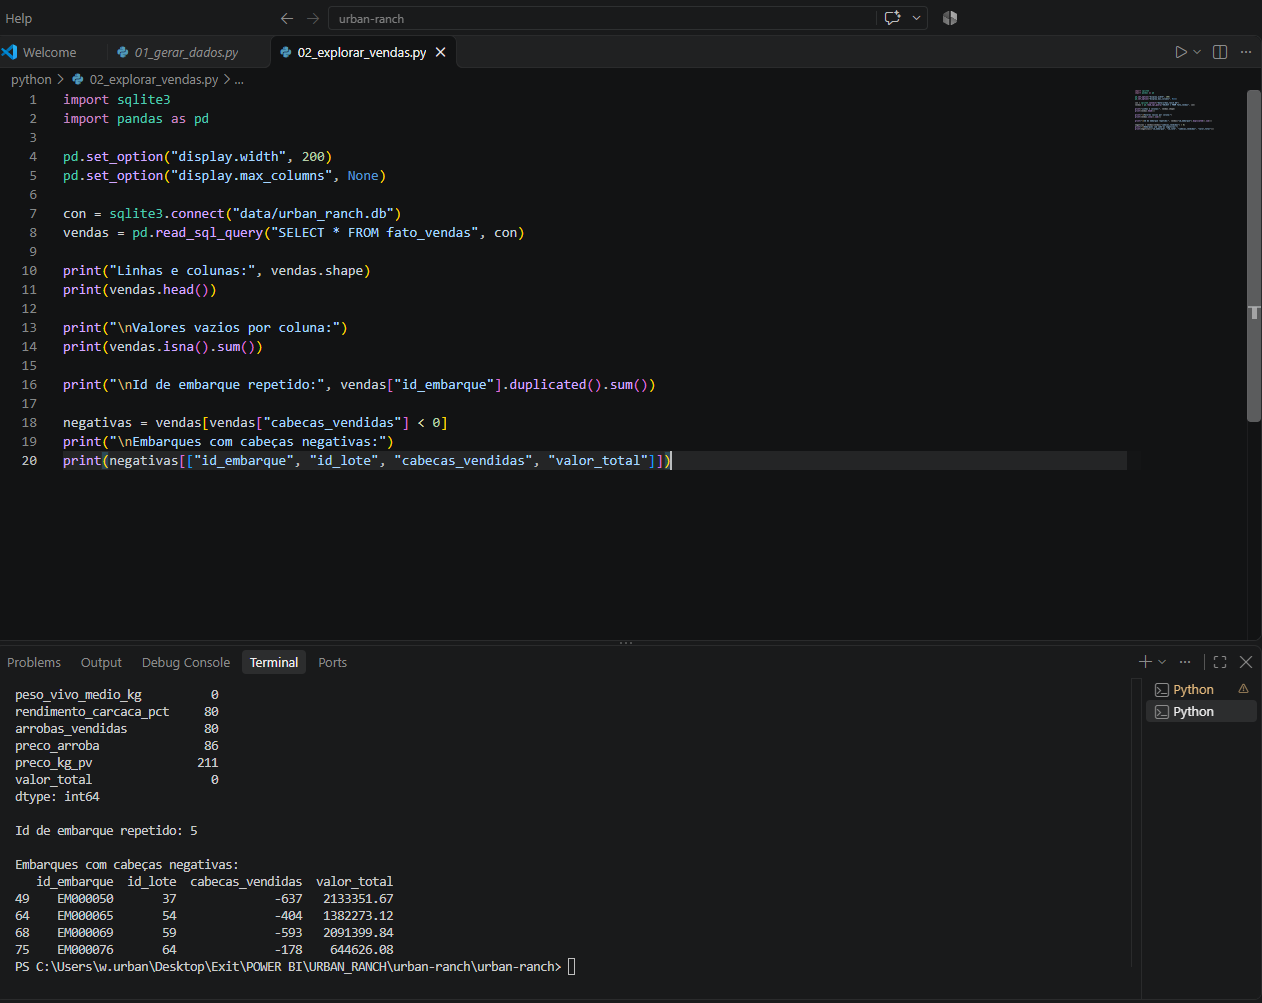 Help
urban-ranch
Welcome
01_gerar_dados.py
02_explorar_vendas.py
python > 02_explorar_vendas.py > ...
1 import sqlite3
2 import pandas as pd
3
4 pd.set_option("display.width", 200)
5 pd.set_option("display.max_columns", None)
6
7 con = sqlite3.connect("data/urban_ranch.db")
8 vendas = pd.read_sql_query("SELECT * FROM fato_vendas", con)
9
10 print("Linhas e colunas:", vendas.shape)
11 print(vendas.head())
12
13 print("\nValores vazios por coluna:")
14 print(vendas.isna().sum())
15
16 print("\nId de embarque repetido:", vendas["id_embarque"].duplicated().sum())
17
18 negativas = vendas[vendas["cabecas_vendidas"] < 0]
19 print("\nEmbarques com cabeças negativas:")
20 print(negativas[["id_embarque", "id_lote", "cabecas_vendidas", "valor_total"]])
Problems Output Debug Console Terminal Ports
peso_vivo_medio_kg 0
rendimento_carcaca_pct 80
arrobas_vendidas 80
preco_arroba 86
preco_kg_pv 211
valor_total 0
dtype: int64
Id de embarque repetido: 5
Embarques com cabeças negativas:
id_embarque id_lote cabecas_vendidas valor_total
49 EM000050 37 -637 2133351.67
64 EM000065 54 -404 1382273.12
68 EM000069 59 -593 2091399.84
75 EM000076 64 -178 644626.08
PS C:\Users\w.urban\Desktop\Exit\POWER BI\URBAN_RANCH\urban-ranch\urban-ranch>
Python
Python